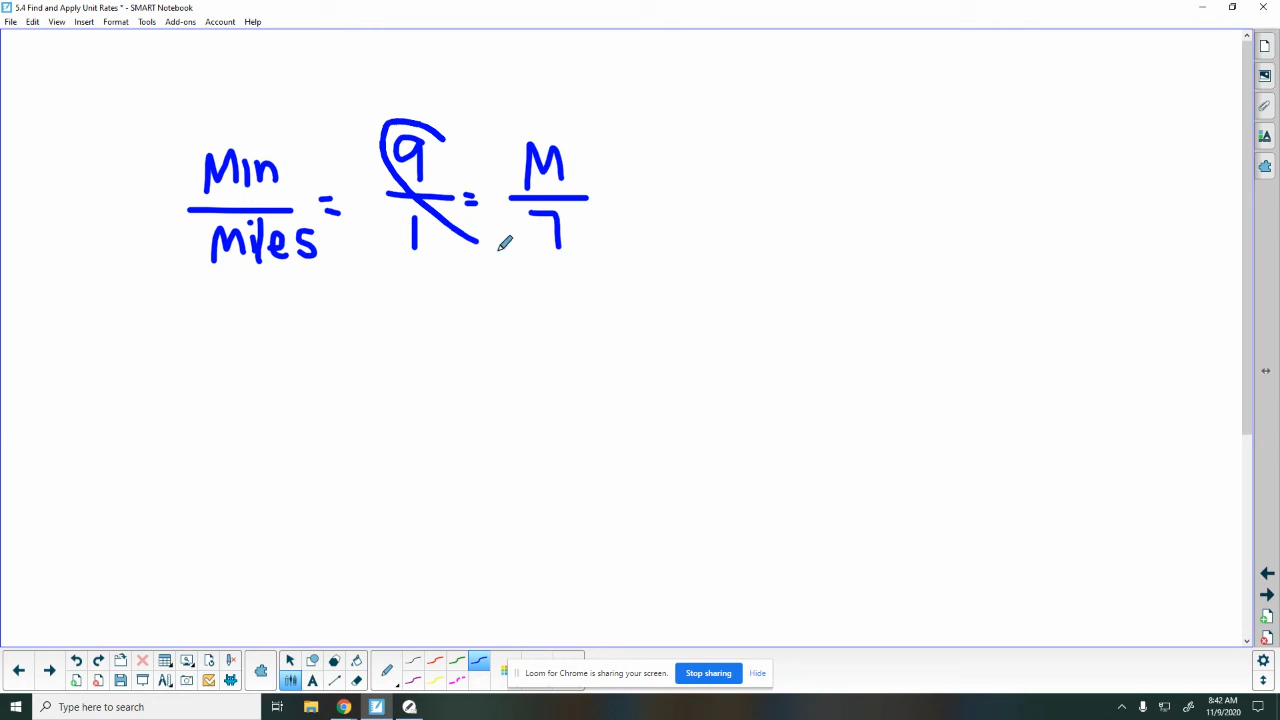 5.4 Find and Apply Unit Rates * - SMART Notebook
File Edit View Insert Format Tools Add-ons Account Help
Min/miles = 9/1 = M/7
Loom for Chrome is sharing your screen. Stop sharing Hide
Type here to search
8:42 AM
11/9/2020